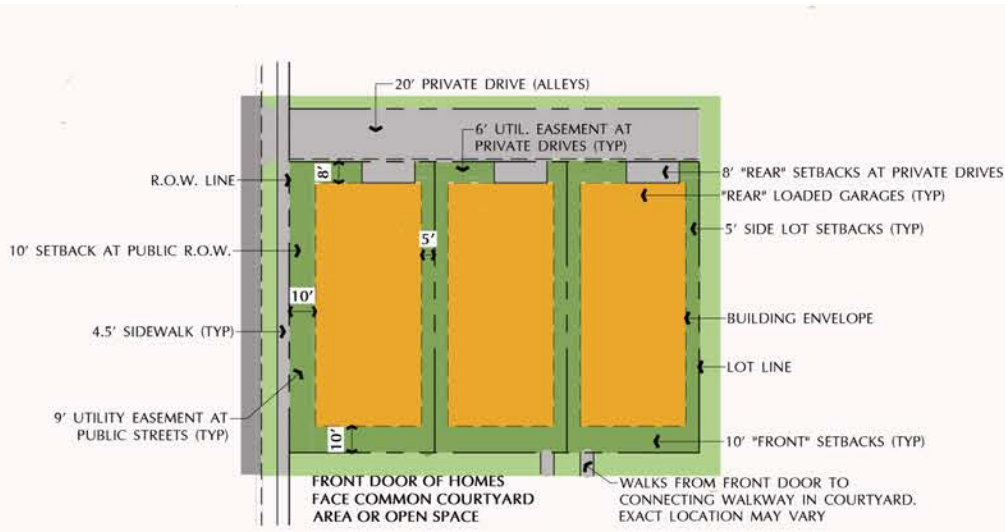 20' PRIVATE DRIVE (ALLEYS)
6' UTIL. EASEMENT AT
PRIVATE DRIVES (TYP)
8'
8' "REAR" SETBACKS AT PRIVATE DRIVES
R.O.W. LINE
"REAR" LOADED GARAGES (TYP)
5' SIDE LOT SETBACKS (TYP)
5'
10' SETBACK AT PUBLIC R.O.W.
10'
BUILDING ENVELOPE
4.5' SIDEWALK (TYP)
LOT LINE
9' UTILITY EASEMENT AT
PUBLIC STREETS (TYP)
10'
10' "FRONT" SETBACKS (TYP)
FRONT DOOR OF HOMES
FACE COMMON COURTYARD
AREA OR OPEN SPACE
WALKS FROM FRONT DOOR TO
CONNECTING WALKWAY IN COURTYARD.
EXACT LOCATION MAY VARY